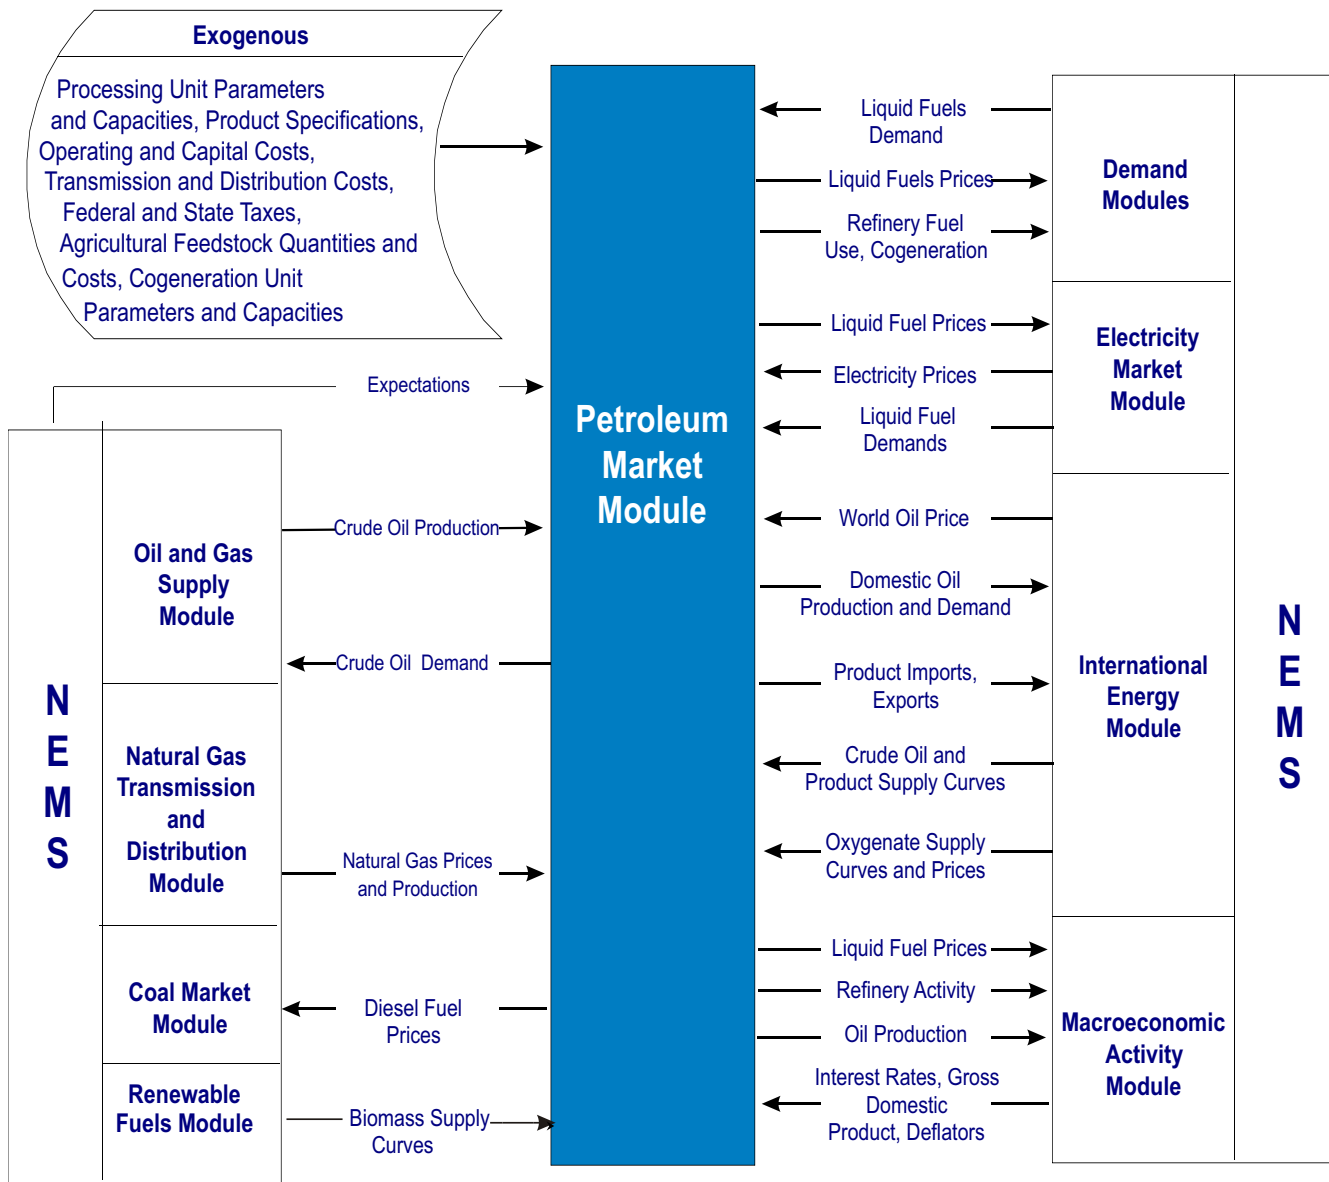 Exogenous
Processing Unit Parameters
and Capacities, Product Specifications,
Operating and Capital Costs,
Transmission and Distribution Costs,
Federal and State Taxes,
Agricultural Feedstock Quantities and
Costs, Cogeneration Unit
Parameters and Capacities
Expectations
N
E
M
S
Oil and Gas
Supply
Module
Crude Oil Production
Crude Oil Demand
Natural Gas
Transmission
and
Distribution
Module
Natural Gas Prices
and Production
Coal Market
Module
Diesel Fuel
Prices
Renewable
Fuels Module
Biomass Supply
Curves
Petroleum
Market
Module
Liquid Fuels
Demand
Liquid Fuels Prices
Refinery Fuel
Use, Cogeneration
Demand
Modules
Liquid Fuel Prices
Electricity Prices
Liquid Fuel
Demands
Electricity
Market
Module
World Oil Price
Domestic Oil
Production and Demand
Product Imports,
Exports
Crude Oil and
Product Supply Curves
Oxygenate Supply
Curves and Prices
International
Energy
Module
Liquid Fuel Prices
Refinery Activity
Oil Production
Interest Rates, Gross
Domestic
Product, Deflators
Macroeconomic
Activity
Module
N
E
M
S